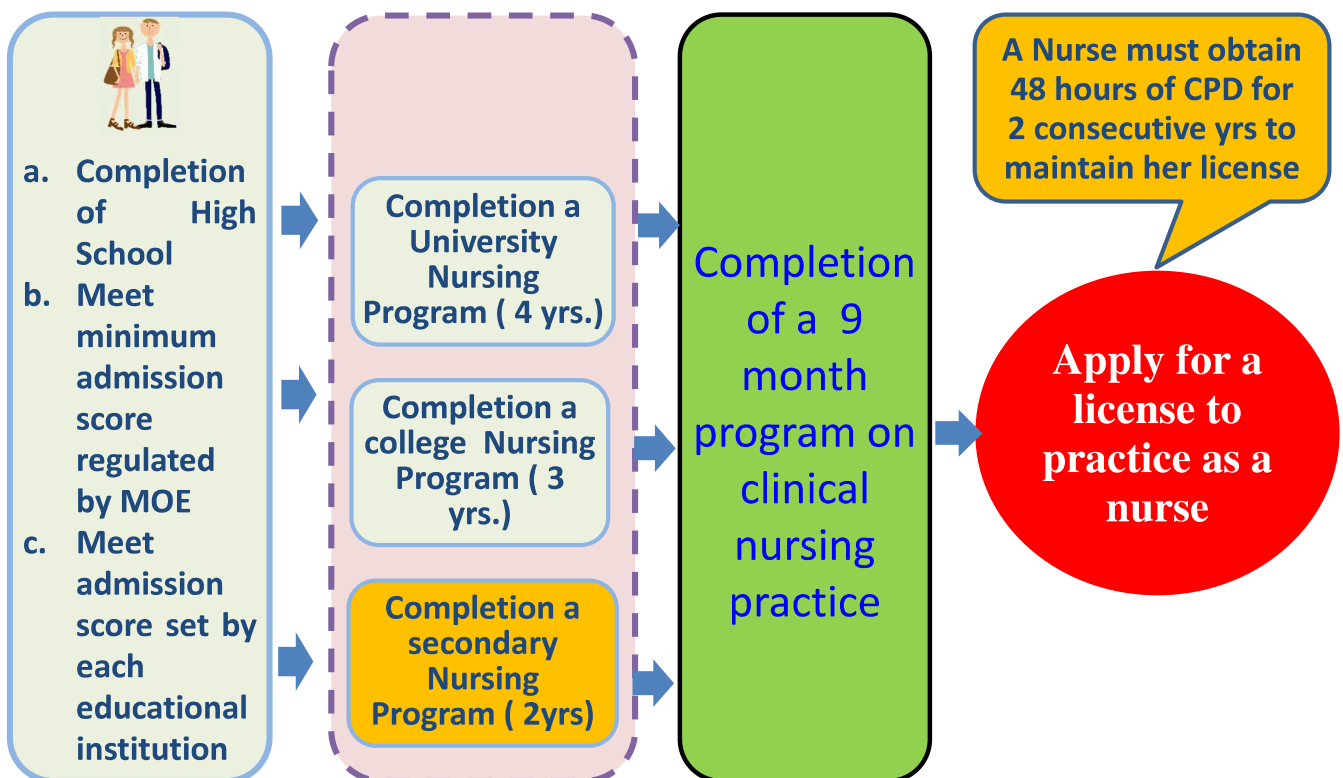 a. Completion
of High
School
b. Meet
minimum
admission
score
regulated
by MOE
c. Meet
admission
score set by
each
educational
institution
Completion a
University
Nursing
Program ( 4 yrs.)
Completion a
college Nursing
Program ( 3
yrs.)
Completion a
secondary
Nursing
Program ( 2yrs)
Completion
of a 9
month
program on
clinical
nursing
practice
A Nurse must obtain
48 hours of CPD for
2 consecutive yrs to
maintain her license
Apply for a
license to
practice as a
nurse